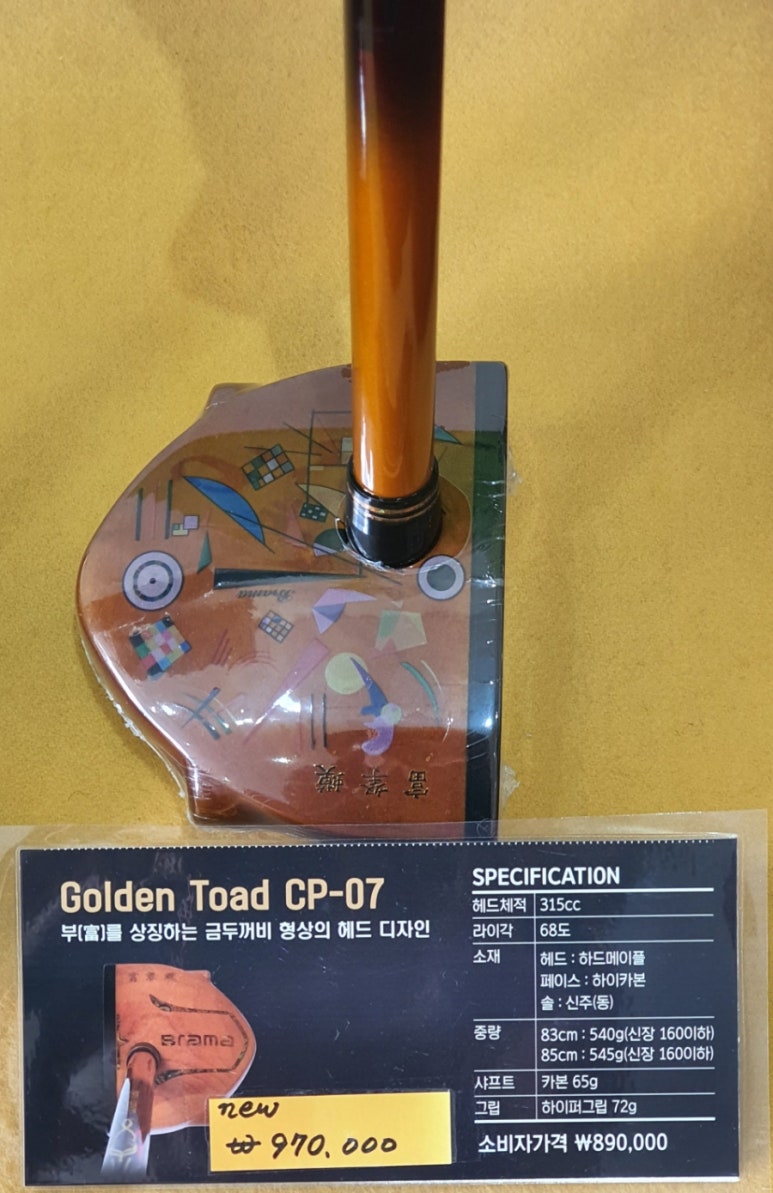 Brama
富拏蟆
Golden Toad CP-07
부(富)를 상징하는 금두꺼비 형상의 헤드 디자인
Brama
new
₩ 970,000
SPECIFICATION
헤드체적 315cc
라이각 68도
소재 헤드 : 하드메이플
페이스 : 하이카본
솔 : 신주(동)
중량 83cm : 540g(신장 160이하)
85cm : 545g(신장 160이하)
샤프트 카본 65g
그립 하이퍼그립 72g
소비자가격 ₩890,000